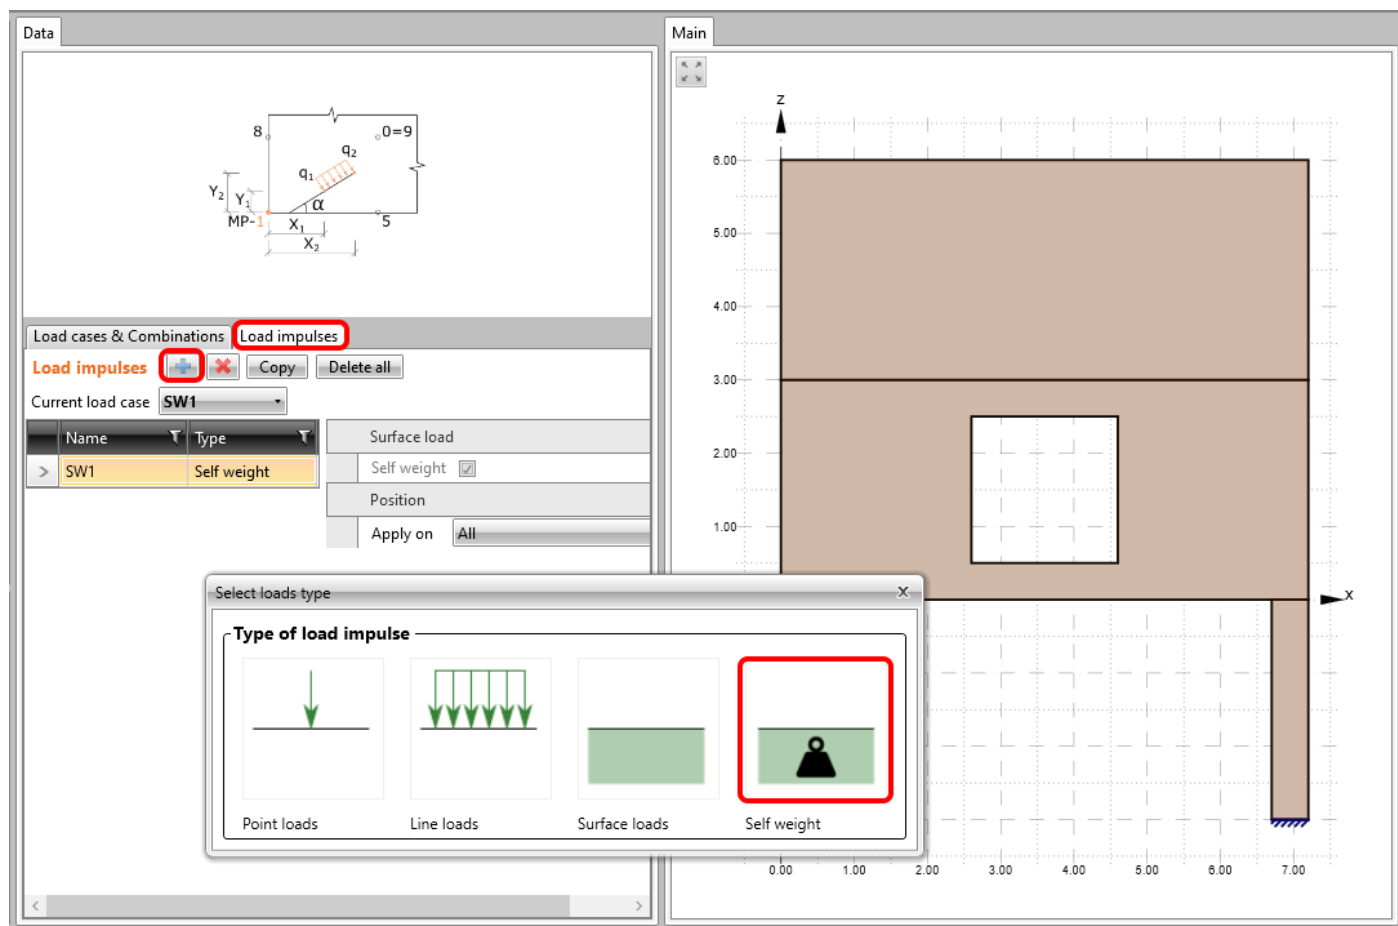 Data
8
0=9
q2
q1
Y2
Y1
α
MP-1
X1
5
X2
Load cases & Combinations
Load impulses
Load impulses
Copy
Delete all
Current load case
SW1
Name
Type
SW1
Self weight
Surface load
Self weight
Position
Apply on
All
Select loads type
x
Type of load impulse
Point loads
Line loads
Surface loads
Self weight
Main
z
6.00
5.00
4.00
3.00
2.00
1.00
x
0.00 1.00 2.00 3.00 4.00 5.00 6.00 7.00